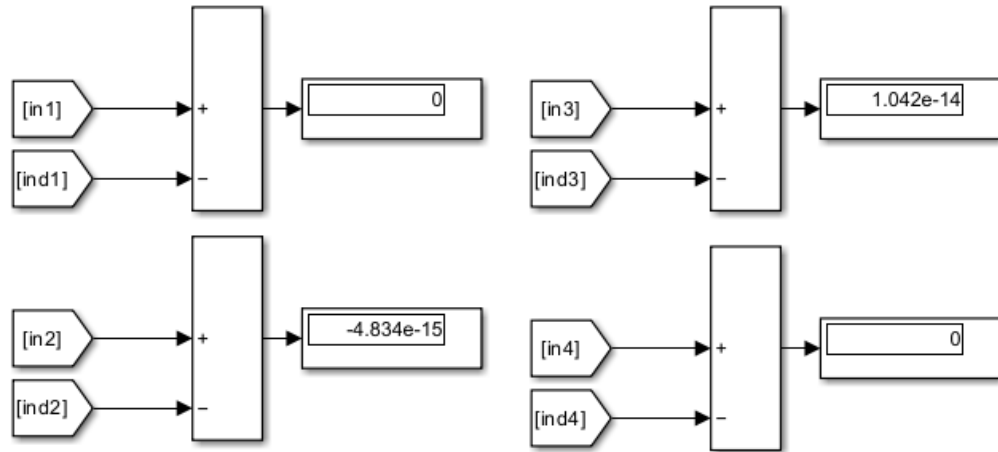 [in1]
+
0
[ind1]
−
[in3]
+
1.042e-14
[ind3]
−
[in2]
+
-4.834e-15
[ind2]
−
[in4]
+
0
[ind4]
−